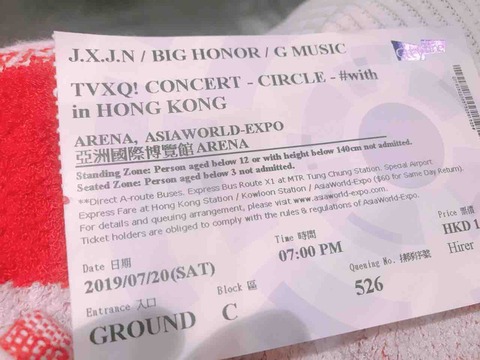 J.X.J.N / BIG HONOR / G MUSIC
TVXQ! CONCERT - CIRCLE - #with
in HONG KONG
ARENA, ASIAWORLD-EXPO
亞洲國際博覽館 ARENA
Standing Zone: Person aged below 12 or with height below 140cm not admitted.
Seated Zone: Person aged below 3 not admitted.
**Direct A-route Buses. Express Bus Route X1 at MTR Tung Chung Station. Special Airport
Express Fare at Hong Kong Station / Kowloon Station / AsiaWorld-Expo ($60 for Same Day Return).
For details and queuing arrangement, please visit www.asiaworld-expo.com.
Ticket holders are obliged to comply with the rules & regulations of AsiaWorld-Expo.
Date 日期 Time 時間 Price 票價
2019/07/20(SAT) 07:00 PM HKD 1
Entrance 入口 Block 區 Queuing No. Hirer
GROUND C 526